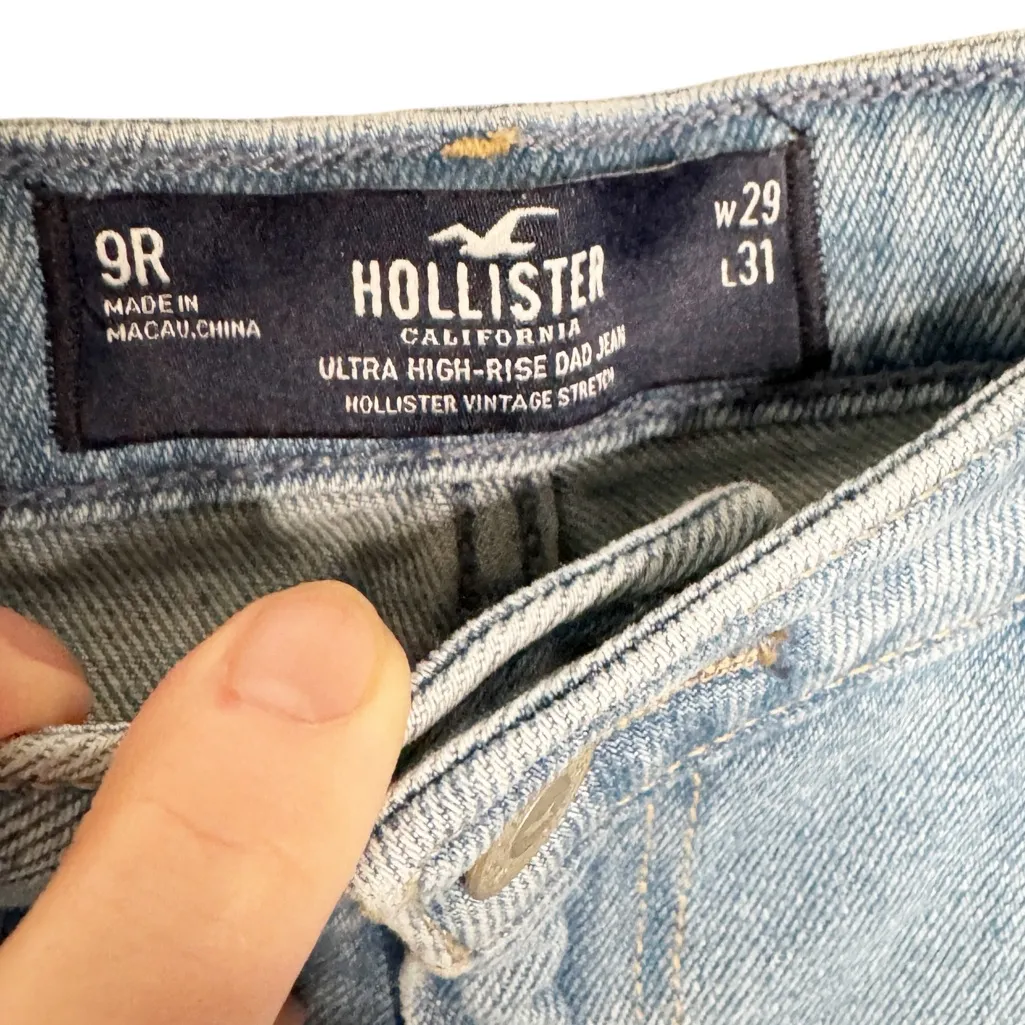 9R
MADE IN
MACAU,CHINA
HOLLISTER
CALIFORNIA
ULTRA HIGH-RISE DAD JEAN
HOLLISTER VINTAGE STRETCH
W29
L31